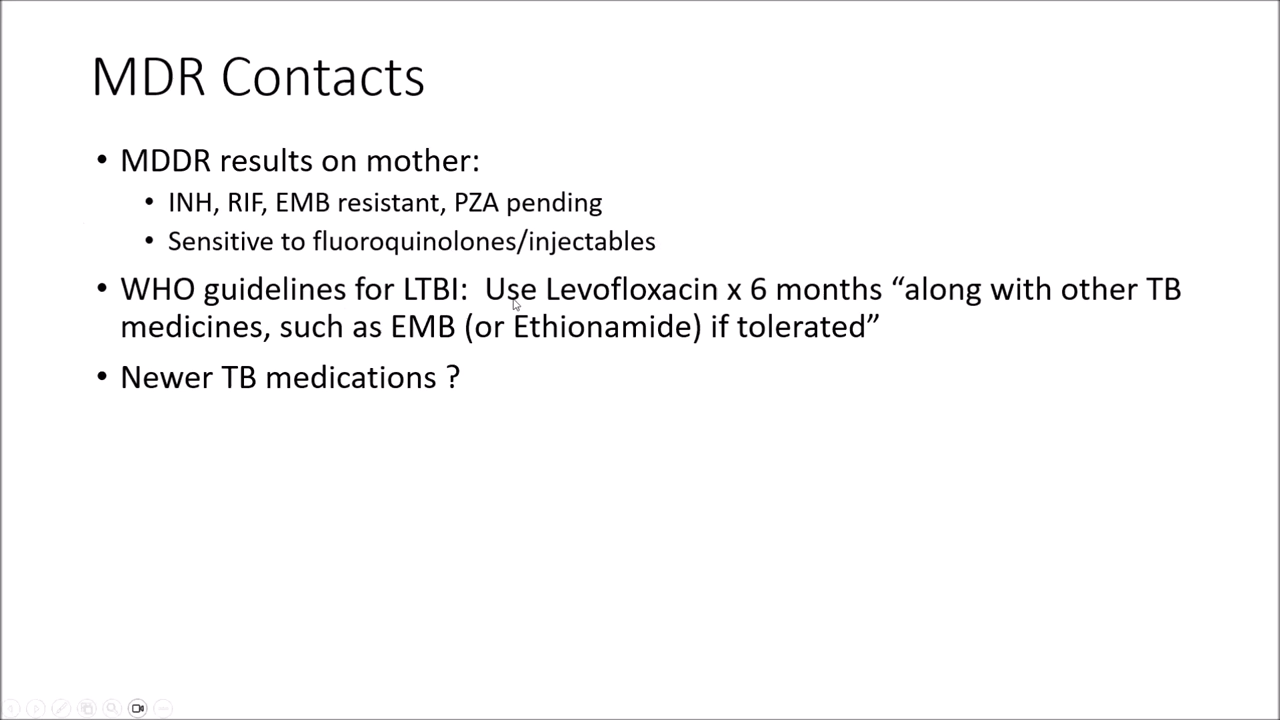 MDR Contacts
• MDDR results on mother:
• INH, RIF, EMB resistant, PZA pending
• Sensitive to fluoroquinolones/injectables
• WHO guidelines for LTBI:  Use Levofloxacin x 6 months “along with other TB
medicines, such as EMB (or Ethionamide) if tolerated”
• Newer TB medications ?